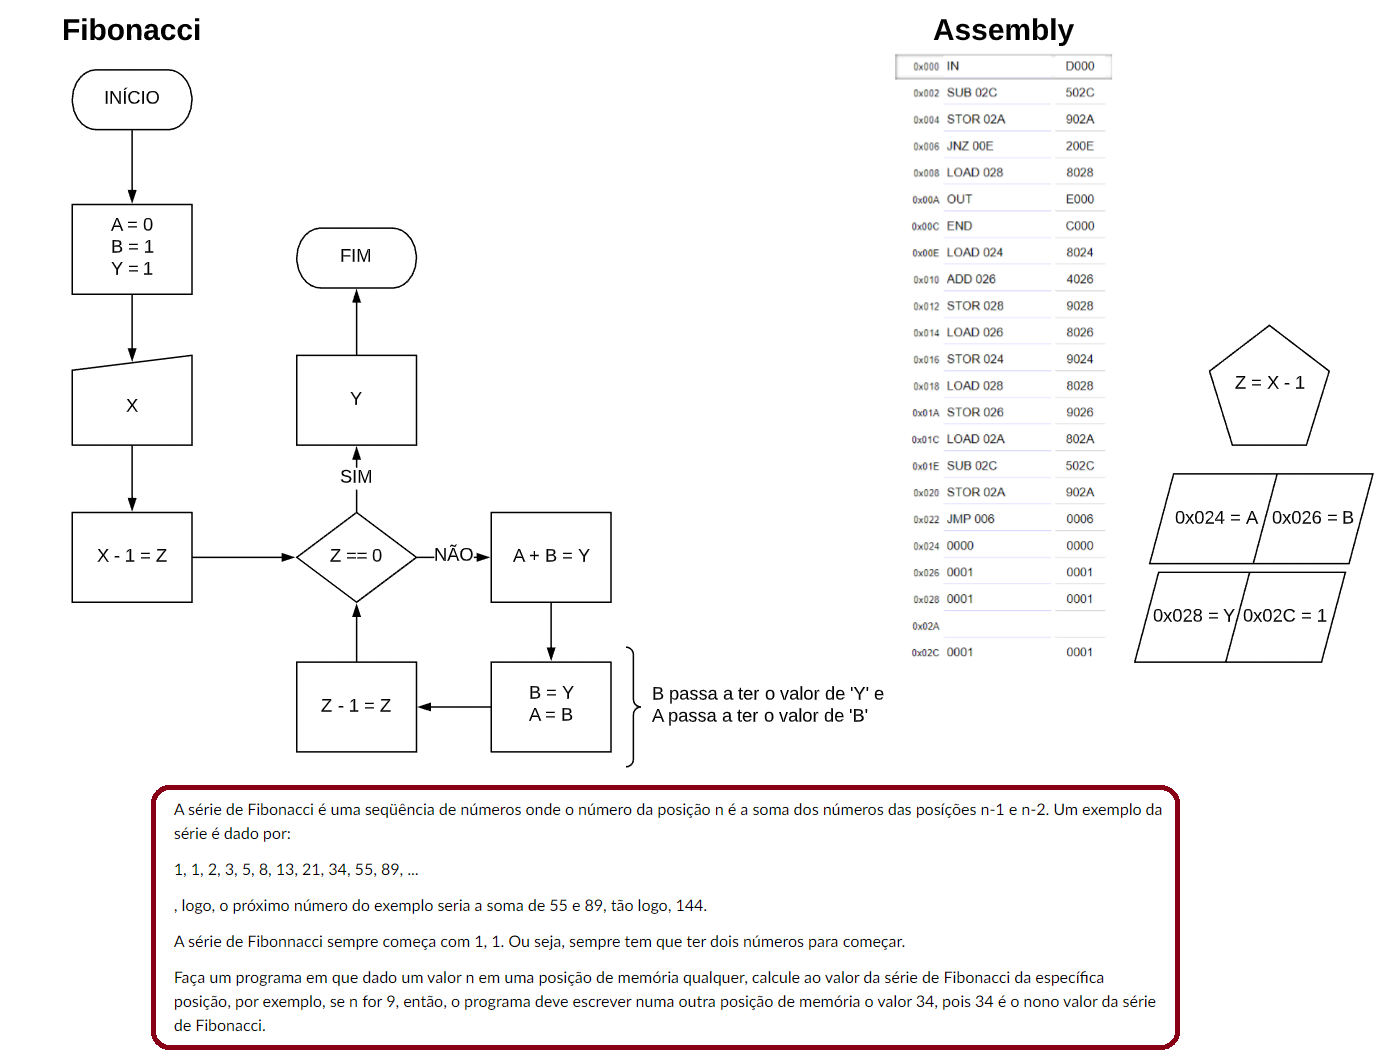 Fibonacci
INÍCIO
A = 0
B = 1
Y = 1
X
X - 1 = Z
FIM
Y
SIM
Z == 0
NÃO
A + B = Y
B = Y
A = B
Z - 1 = Z
B passa a ter o valor de 'Y' e
A passa a ter o valor de 'B'
Assembly
0x000 IN D000
0x002 SUB 02C 502C
0x004 STOR 02A 902A
0x006 JNZ 00E 200E
0x008 LOAD 028 8028
0x00A OUT E000
0x00C END C000
0x00E LOAD 024 8024
0x010 ADD 026 4026
0x012 STOR 028 9028
0x014 LOAD 026 8026
0x016 STOR 024 9024
0x018 LOAD 028 8028
0x01A STOR 026 9026
0x01C LOAD 02A 802A
0x01E SUB 02C 502C
0x020 STOR 02A 902A
0x022 JMP 006 0006
0x024 0000 0000
0x026 0001 0001
0x028 0001 0001
0x02A
0x02C 0001 0001
Z = X - 1
0x024 = A 0x026 = B
0x028 = Y 0x02C = 1
A série de Fibonacci é uma seqüência de números onde o número da posição n é a soma dos números das posíções n-1 e n-2. Um exemplo da
série é dado por:
1, 1, 2, 3, 5, 8, 13, 21, 34, 55, 89, ...
, logo, o próximo número do exemplo seria a soma de 55 e 89, tão logo, 144.
A série de Fibonnacci sempre começa com 1, 1. Ou seja, sempre tem que ter dois números para começar.
Faça um programa em que dado um valor n em uma posição de memória qualquer, calcule ao valor da série de Fibonacci da específica
posição, por exemplo, se n for 9, então, o programa deve escrever numa outra posição de memória o valor 34, pois 34 é o nono valor da série
de Fibonacci.